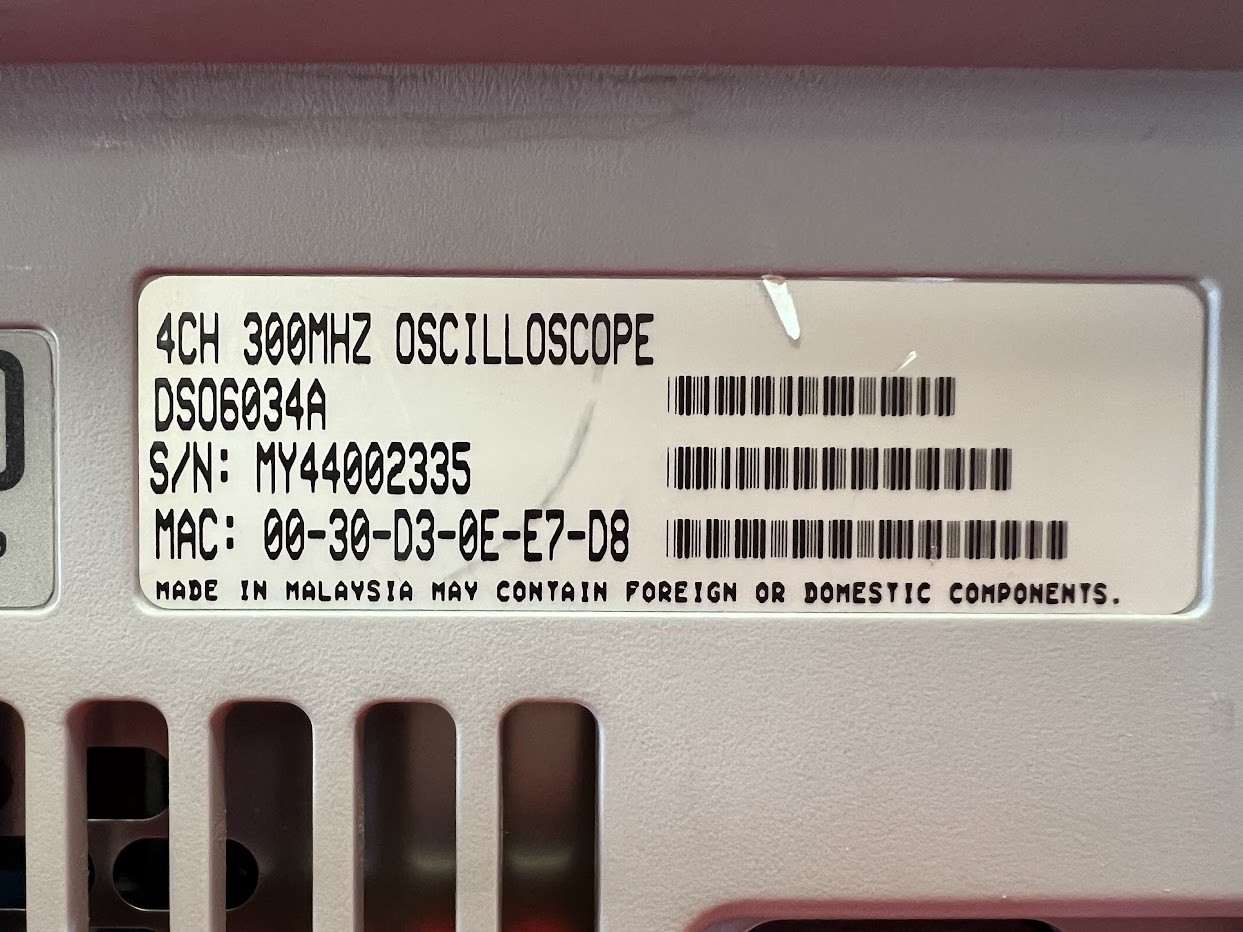 4CH 300MHZ OSCILLOSCOPE
DSO6034A
S/N: MY44002335
MAC: 00-30-D3-0E-E7-D8
MADE IN MALAYSIA MAY CONTAIN FOREIGN OR DOMESTIC COMPONENTS.